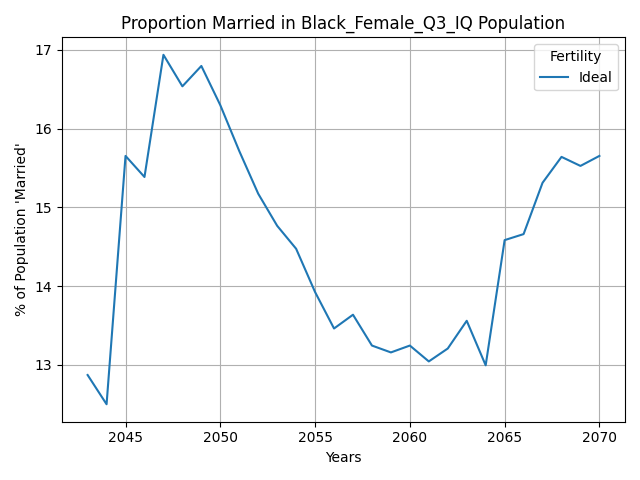 Proportion Married in Black_Female_Q3_IQ Population
Fertility
Ideal
% of Population 'Married'
17
16
15
14
13
2045 2050 2055 2060 2065 2070
Years